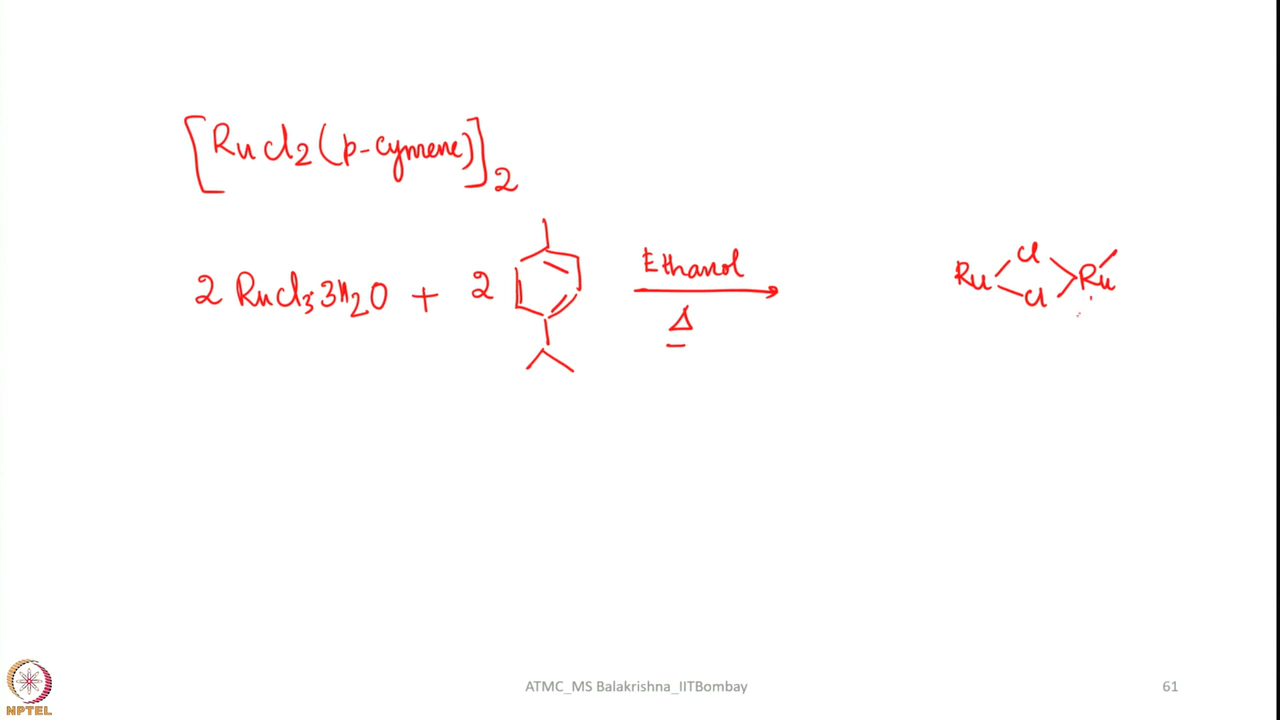 [RuCl2(p-cymene)]2
2 RuCl3·3H2O + 2
Ethanol
Δ
Ru Cl Cl Ru
NPTEL
ATMC_MS Balakrishna_IITBombay
61